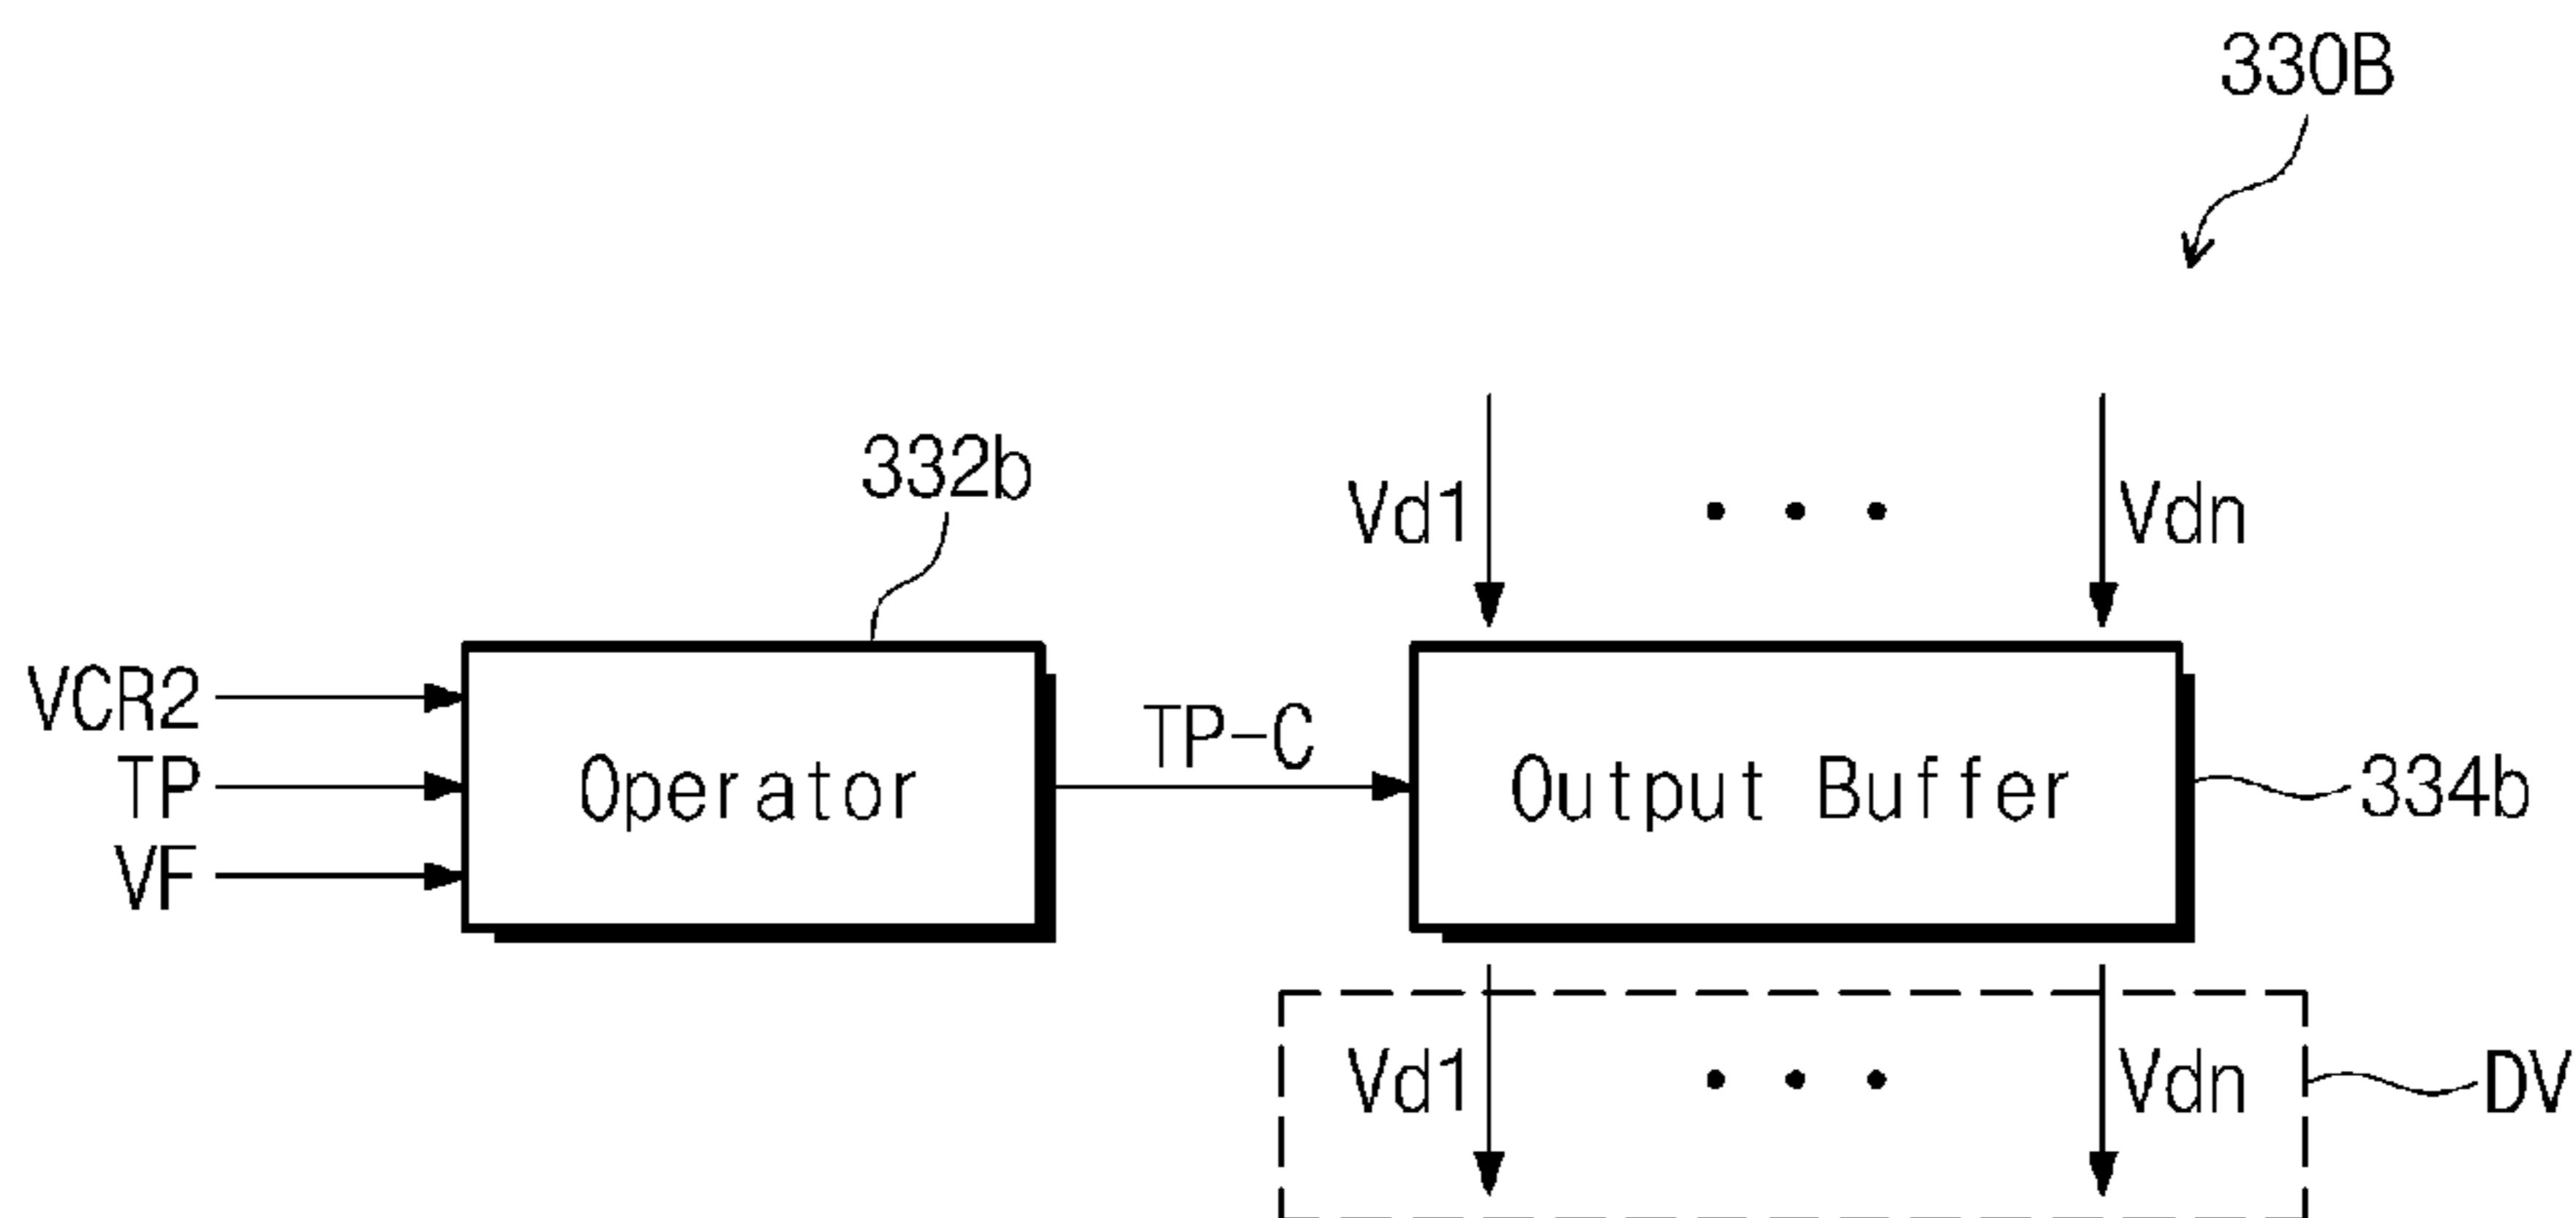 330B
332b
Vd1 • • • Vdn
VCR2
TP
VF
Operator
TP-C
Output Buffer
334b
Vd1 • • • Vdn
DV